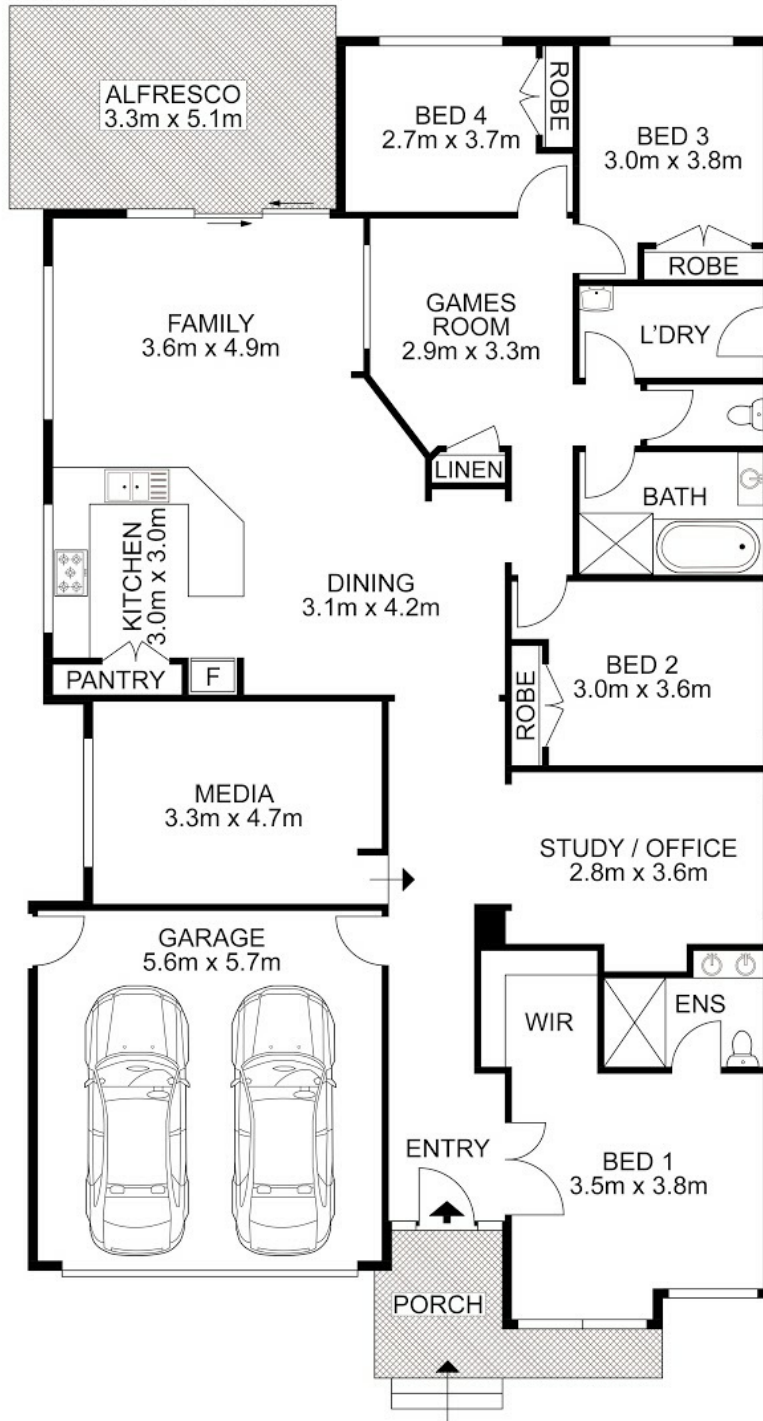 ALFRESCO
3.3m x 5.1m
BED 4
2.7m x 3.7m
ROBE
BED 3
3.0m x 3.8m
ROBE
FAMILY
3.6m x 4.9m
GAMES
ROOM
2.9m x 3.3m
L'DRY
LINEN
BATH
KITCHEN
3.0m x 3.0m
DINING
3.1m x 4.2m
PANTRY
F
ROBE
BED 2
3.0m x 3.6m
MEDIA
3.3m x 4.7m
STUDY / OFFICE
2.8m x 3.6m
GARAGE
5.6m x 5.7m
WIR
ENS
ENTRY
BED 1
3.5m x 3.8m
PORCH